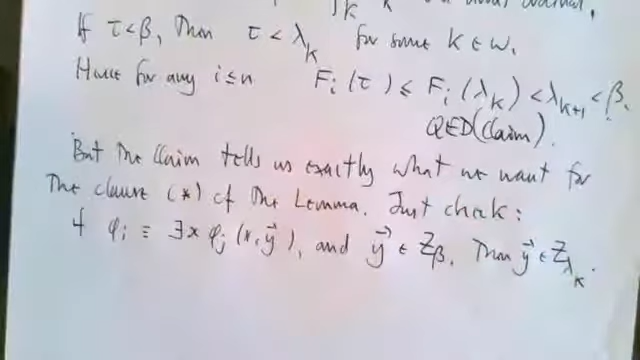 If τ<β, Then τ < λ_k for some k ∈ ω.
Hence for any i≤n F_i(τ) ≤ F_i(λ_k) < λ_{k+1} < β.
QED(Claim).
But the Claim tells us exactly what we want for
The clause (*) of The Lemma. Just check:
If φ_i ≡ ∃x φ_j (x,y⃗), and y⃗ ∈ Z_β. Then y⃗ ∈ Z_{λ_k}.